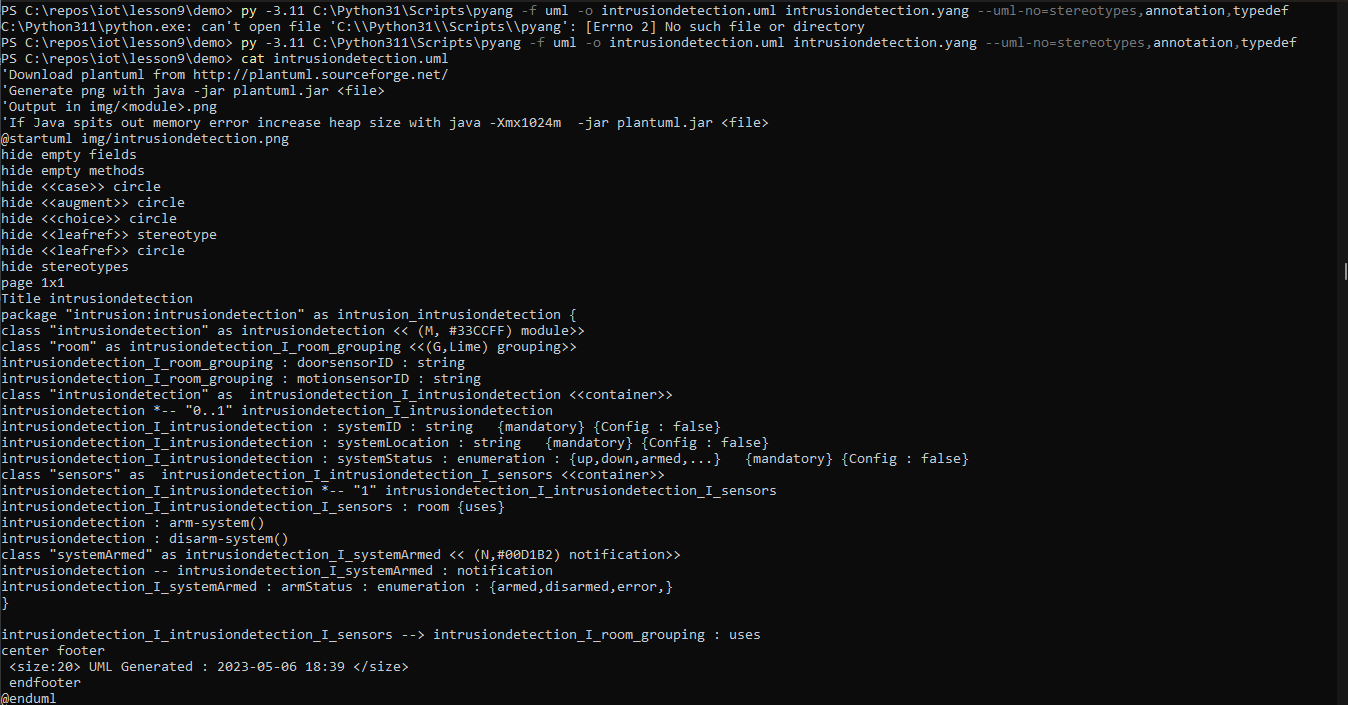 PS C:\repos\iot\lesson9\demo> py -3.11 C:\Python31\Scripts\pyang -f uml -o intrusiondetection.uml intrusiondetection.yang --uml-no=stereotypes,annotation,typedef
C:\Python311\python.exe: can't open file 'C:\\Python31\\Scripts\\pyang': [Errno 2] No such file or directory
PS C:\repos\iot\lesson9\demo> py -3.11 C:\Python311\Scripts\pyang -f uml -o intrusiondetection.uml intrusiondetection.yang --uml-no=stereotypes,annotation,typedef
PS C:\repos\iot\lesson9\demo> cat intrusiondetection.uml
'Download plantuml from http://plantuml.sourceforge.net/
'Generate png with java -jar plantuml.jar <file>
'Output in img/<module>.png
'If Java spits out memory error increase heap size with java -Xmx1024m  -jar plantuml.jar <file>
@startuml img/intrusiondetection.png
hide empty fields
hide empty methods
hide <<case>> circle
hide <<augment>> circle
hide <<choice>> circle
hide <<leafref>> stereotype
hide <<leafref>> circle
hide stereotypes
page 1x1
Title intrusiondetection
package "intrusion:intrusiondetection" as intrusion_intrusiondetection {
class "intrusiondetection" as intrusiondetection << (M, #33CCFF) module>>
class "room" as intrusiondetection_I_room_grouping <<(G,Lime) grouping>>
intrusiondetection_I_room_grouping : doorsensorID : string
intrusiondetection_I_room_grouping : motionsensorID : string
class "intrusiondetection" as  intrusiondetection_I_intrusiondetection <<container>>
intrusiondetection *-- "0..1" intrusiondetection_I_intrusiondetection
intrusiondetection_I_intrusiondetection : systemID : string   {mandatory} {Config : false}
intrusiondetection_I_intrusiondetection : systemLocation : string   {mandatory} {Config : false}
intrusiondetection_I_intrusiondetection : systemStatus : enumeration : {up,down,armed,...}   {mandatory} {Config : false}
class "sensors" as  intrusiondetection_I_intrusiondetection_I_sensors <<container>>
intrusiondetection_I_intrusiondetection *-- "1" intrusiondetection_I_intrusiondetection_I_sensors
intrusiondetection_I_intrusiondetection_I_sensors : room {uses}
intrusiondetection : arm-system()
intrusiondetection : disarm-system()
class "systemArmed" as intrusiondetection_I_systemArmed << (N,#00D1B2) notification>>
intrusiondetection -- intrusiondetection_I_systemArmed : notification
intrusiondetection_I_systemArmed : armStatus : enumeration : {armed,disarmed,error,}
}
intrusiondetection_I_intrusiondetection_I_sensors --> intrusiondetection_I_room_grouping : uses
center footer
 <size:20> UML Generated : 2023-05-06 18:39 </size>
 endfooter
@enduml